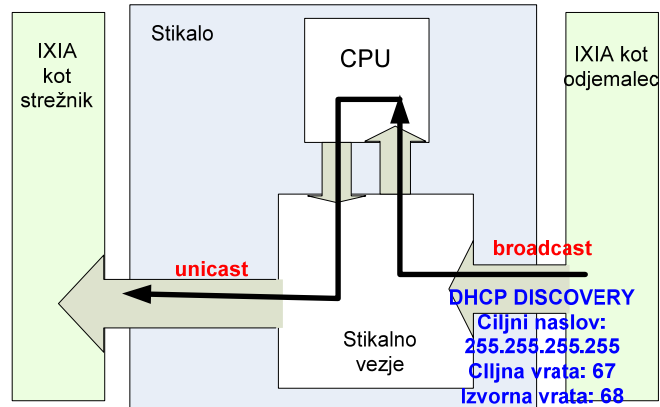 Stikalo
IXIA
kot
strežnik
CPU
IXIA kot
odjemalec
unicast
broadcast
DHCP DISCOVERY
Ciljni naslov:
255.255.255.255
CIljna vrata: 67
Izvorna vrata: 68
Stikalno
vezje